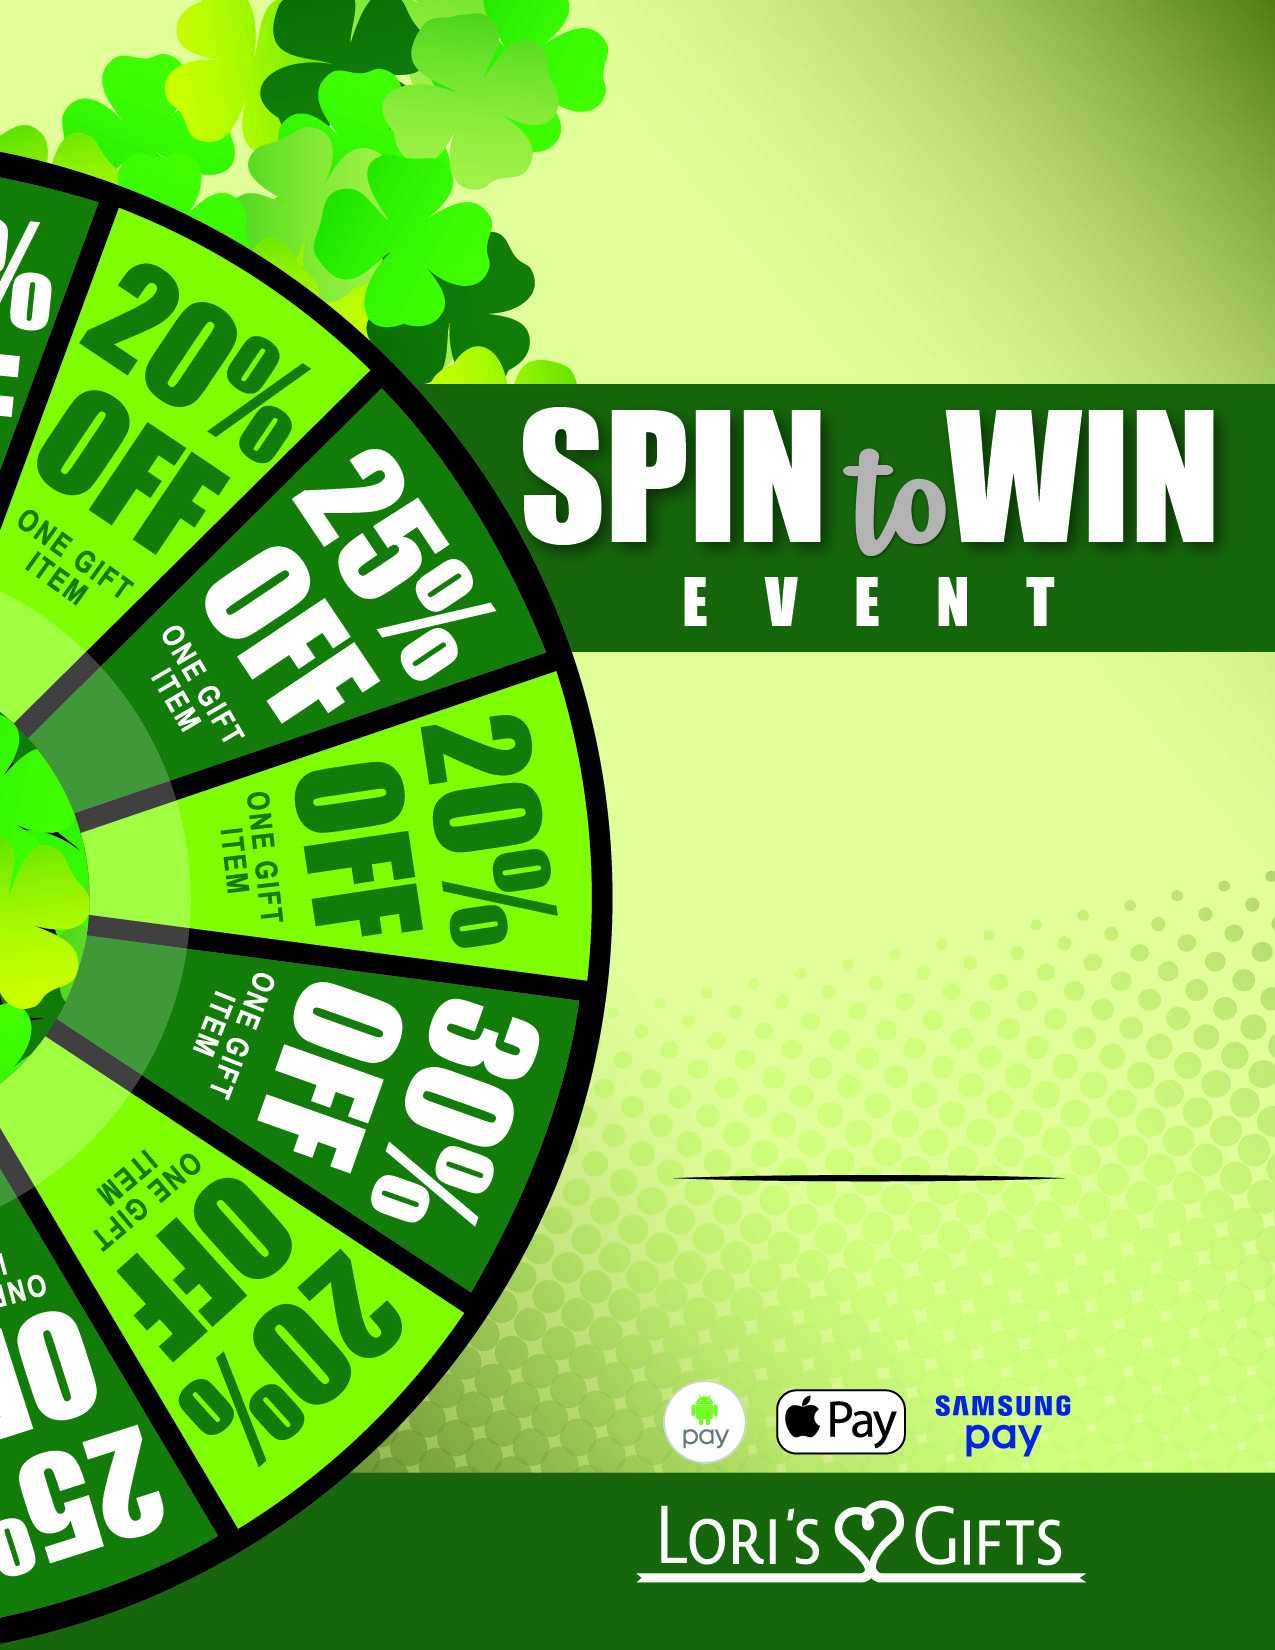 %
20%
OFF
ONE GIFT
ITEM
25%
OFF
ONE GIFT
ITEM
20%
OFF
ONE GIFT
ITEM
30%
OFF
ONE GIFT
ITEM
20%
OFF
ONE GIFT
ITEM
25%
SPIN to WIN
EVENT
pay
Pay
SAMSUNG
pay
LORI'S GIFTS